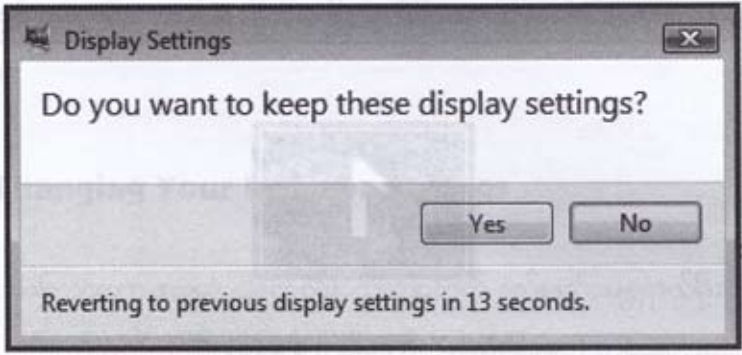 Display Settings
Do you want to keep these display settings?
Yes
No
Reverting to previous display settings in 13 seconds.